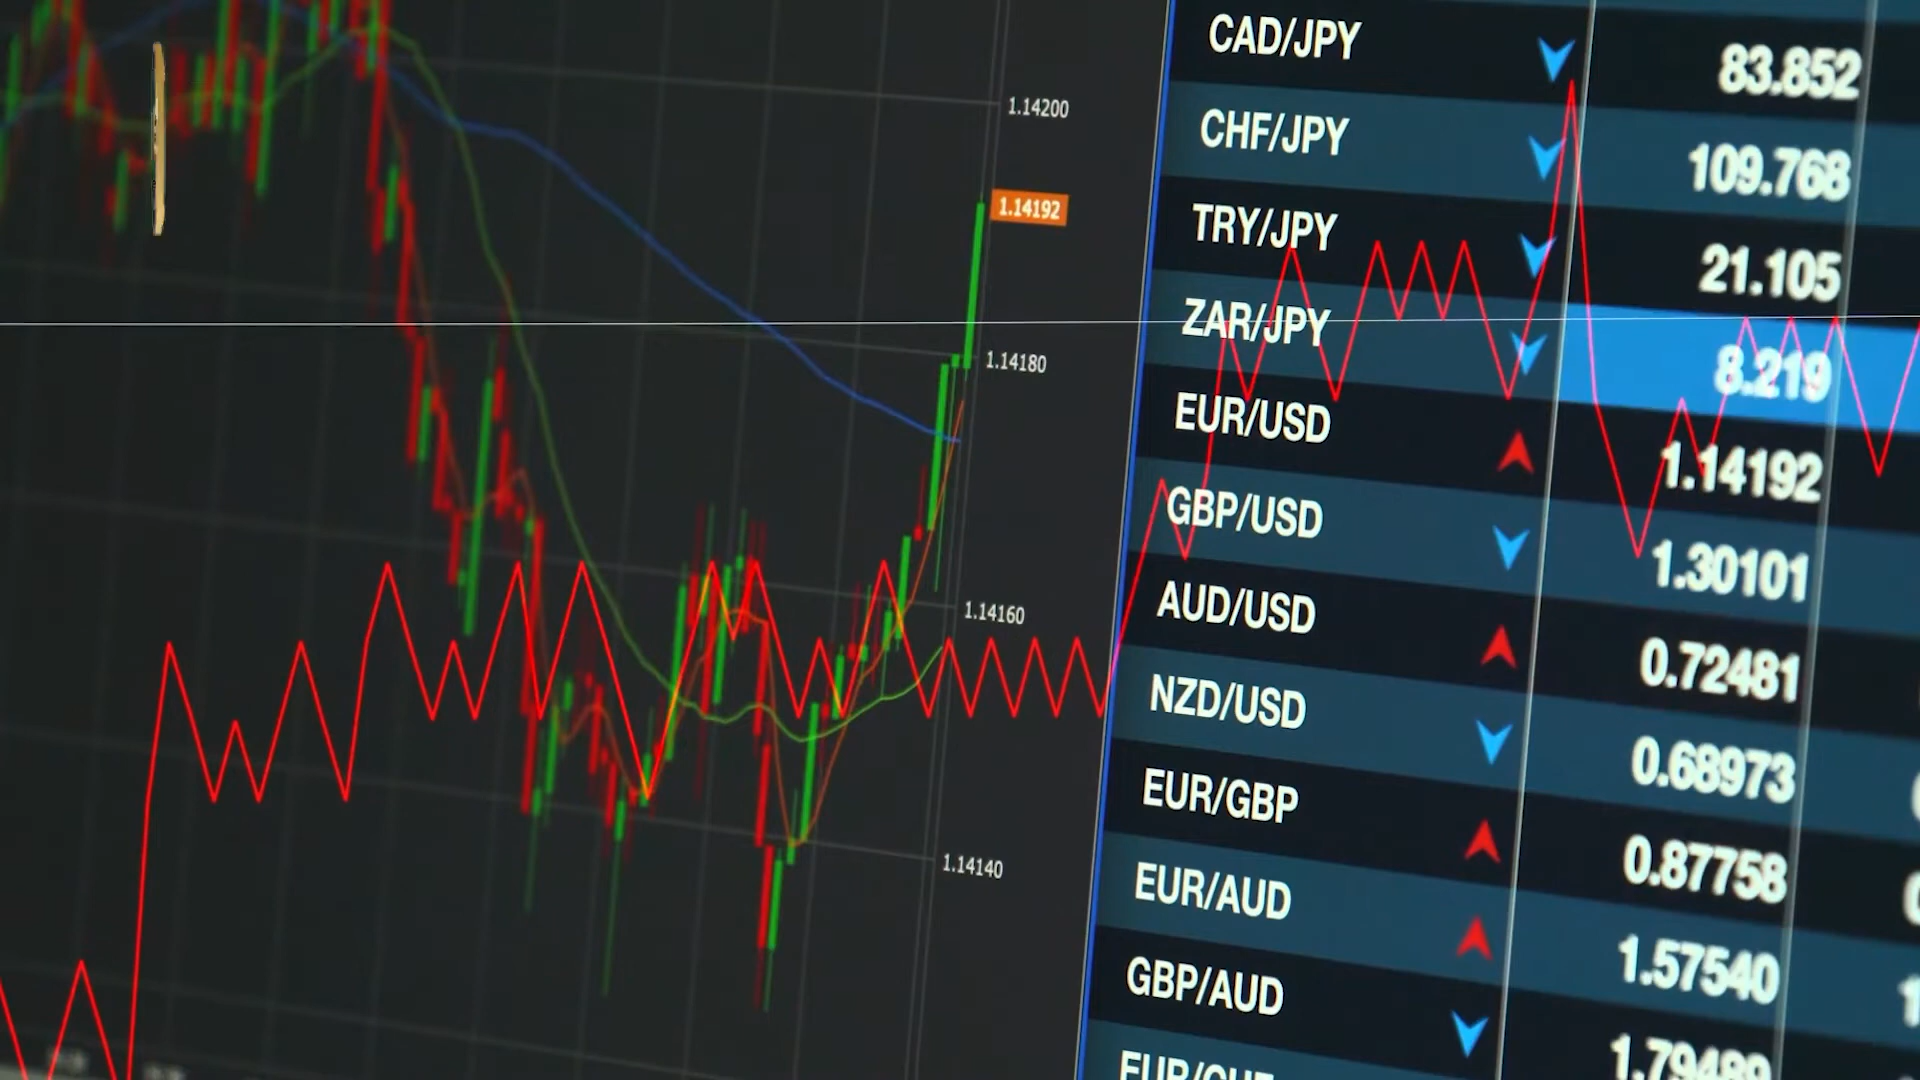 1.14200
1.14192
1.14180
1.14160
1.14140
CAD/JPY 83.852
CHF/JPY 109.768
TRY/JPY 21.105
ZAR/JPY 8.219
EUR/USD 1.14192
GBP/USD 1.30101
AUD/USD 0.72481
NZD/USD 0.68973
EUR/GBP 0.87758
EUR/AUD 1.57540
GBP/AUD 1.79489